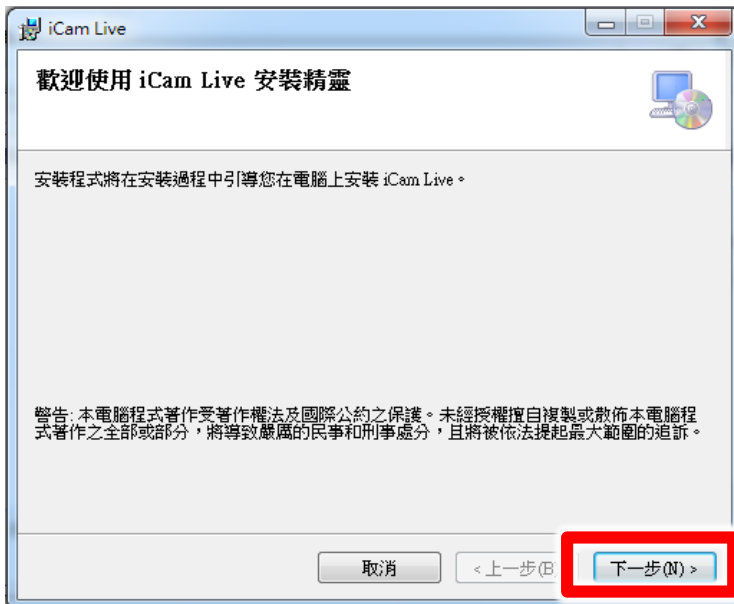 iCam Live
歡迎使用 iCam Live 安裝精靈
安裝程式將在安裝過程中引導您在電腦上安裝 iCam Live。
警告: 本電腦程式著作受著作權法及國際公約之保護。未經授權擅自複製或散佈本電腦程
式著作之全部或部分，將導致嚴厲的民事和刑事處分，且將被依法提起最大範圍的追訴。
取消
<上一步(B
下一步(N) >